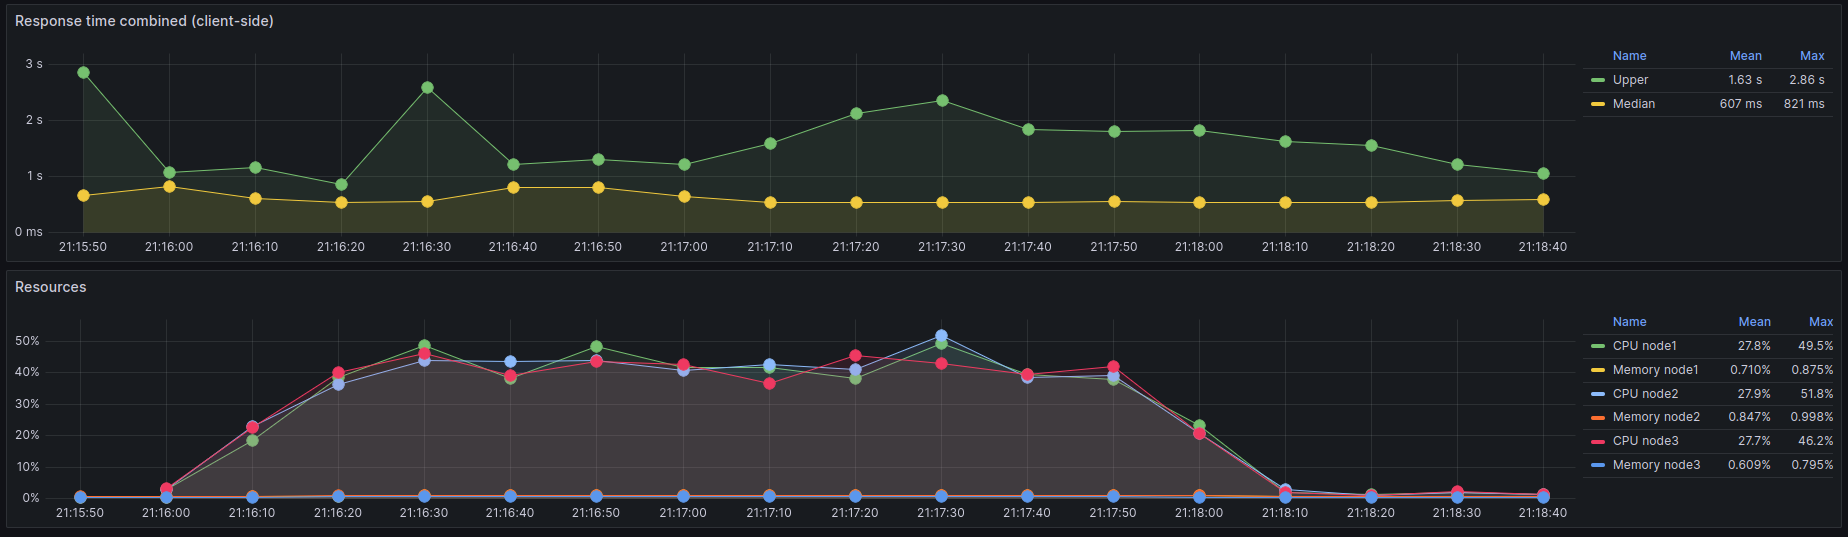 Response time combined (client-side)
3 s
2 s
1 s
0 ms
21:15:50 21:16:00 21:16:10 21:16:20 21:16:30 21:16:40 21:16:50 21:17:00 21:17:10 21:17:20 21:17:30 21:17:40 21:17:50 21:18:00 21:18:10 21:18:20 21:18:30 21:18:40
Name Mean Max
Upper 1.63 s 2.86 s
Median 607 ms 821 ms
Resources
50%
40%
30%
20%
10%
0%
21:15:50 21:16:00 21:16:10 21:16:20 21:16:30 21:16:40 21:16:50 21:17:00 21:17:10 21:17:20 21:17:30 21:17:40 21:17:50 21:18:00 21:18:10 21:18:20 21:18:30 21:18:40
Name Mean Max
CPU node1 27.8% 49.5%
Memory node1 0.710% 0.875%
CPU node2 27.9% 51.8%
Memory node2 0.847% 0.998%
CPU node3 27.7% 46.2%
Memory node3 0.609% 0.795%